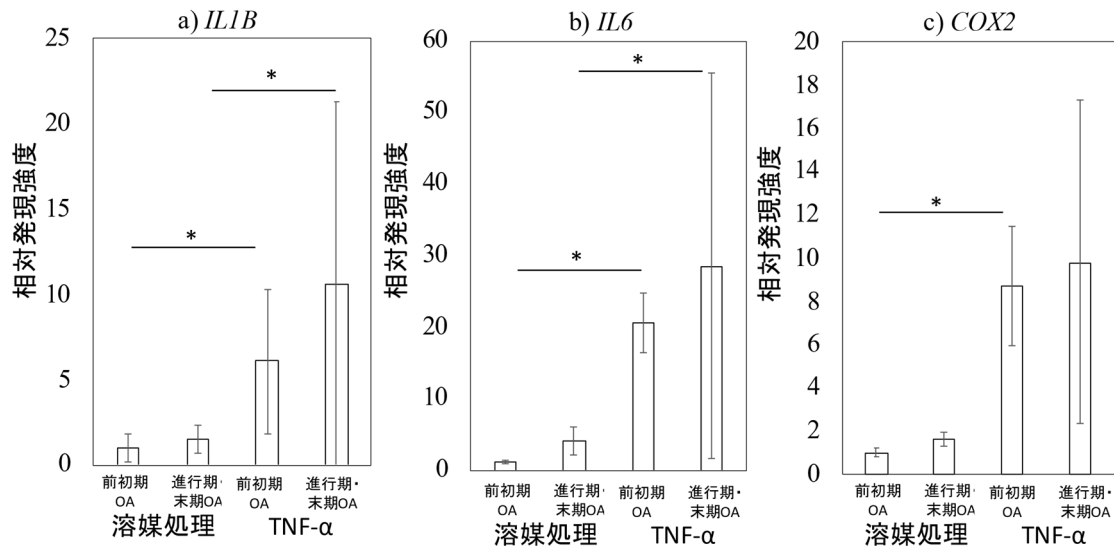 a) IL1B
相対発現強度
25
20
15
10
5
0
*
*
前初期
OA
進行期・
末期OA
前初期
OA
進行期・
末期OA
溶媒処理
TNF-α
b) IL6
相対発現強度
60
50
40
30
20
10
0
*
*
前初期
OA
進行期・
末期OA
前初期
OA
進行期・
末期OA
溶媒処理
TNF-α
c) COX2
相対発現強度
20
18
16
14
12
10
8
6
4
2
0
*
前初期
OA
進行期・
末期OA
前初期
OA
進行期・
末期OA
溶媒処理
TNF-α